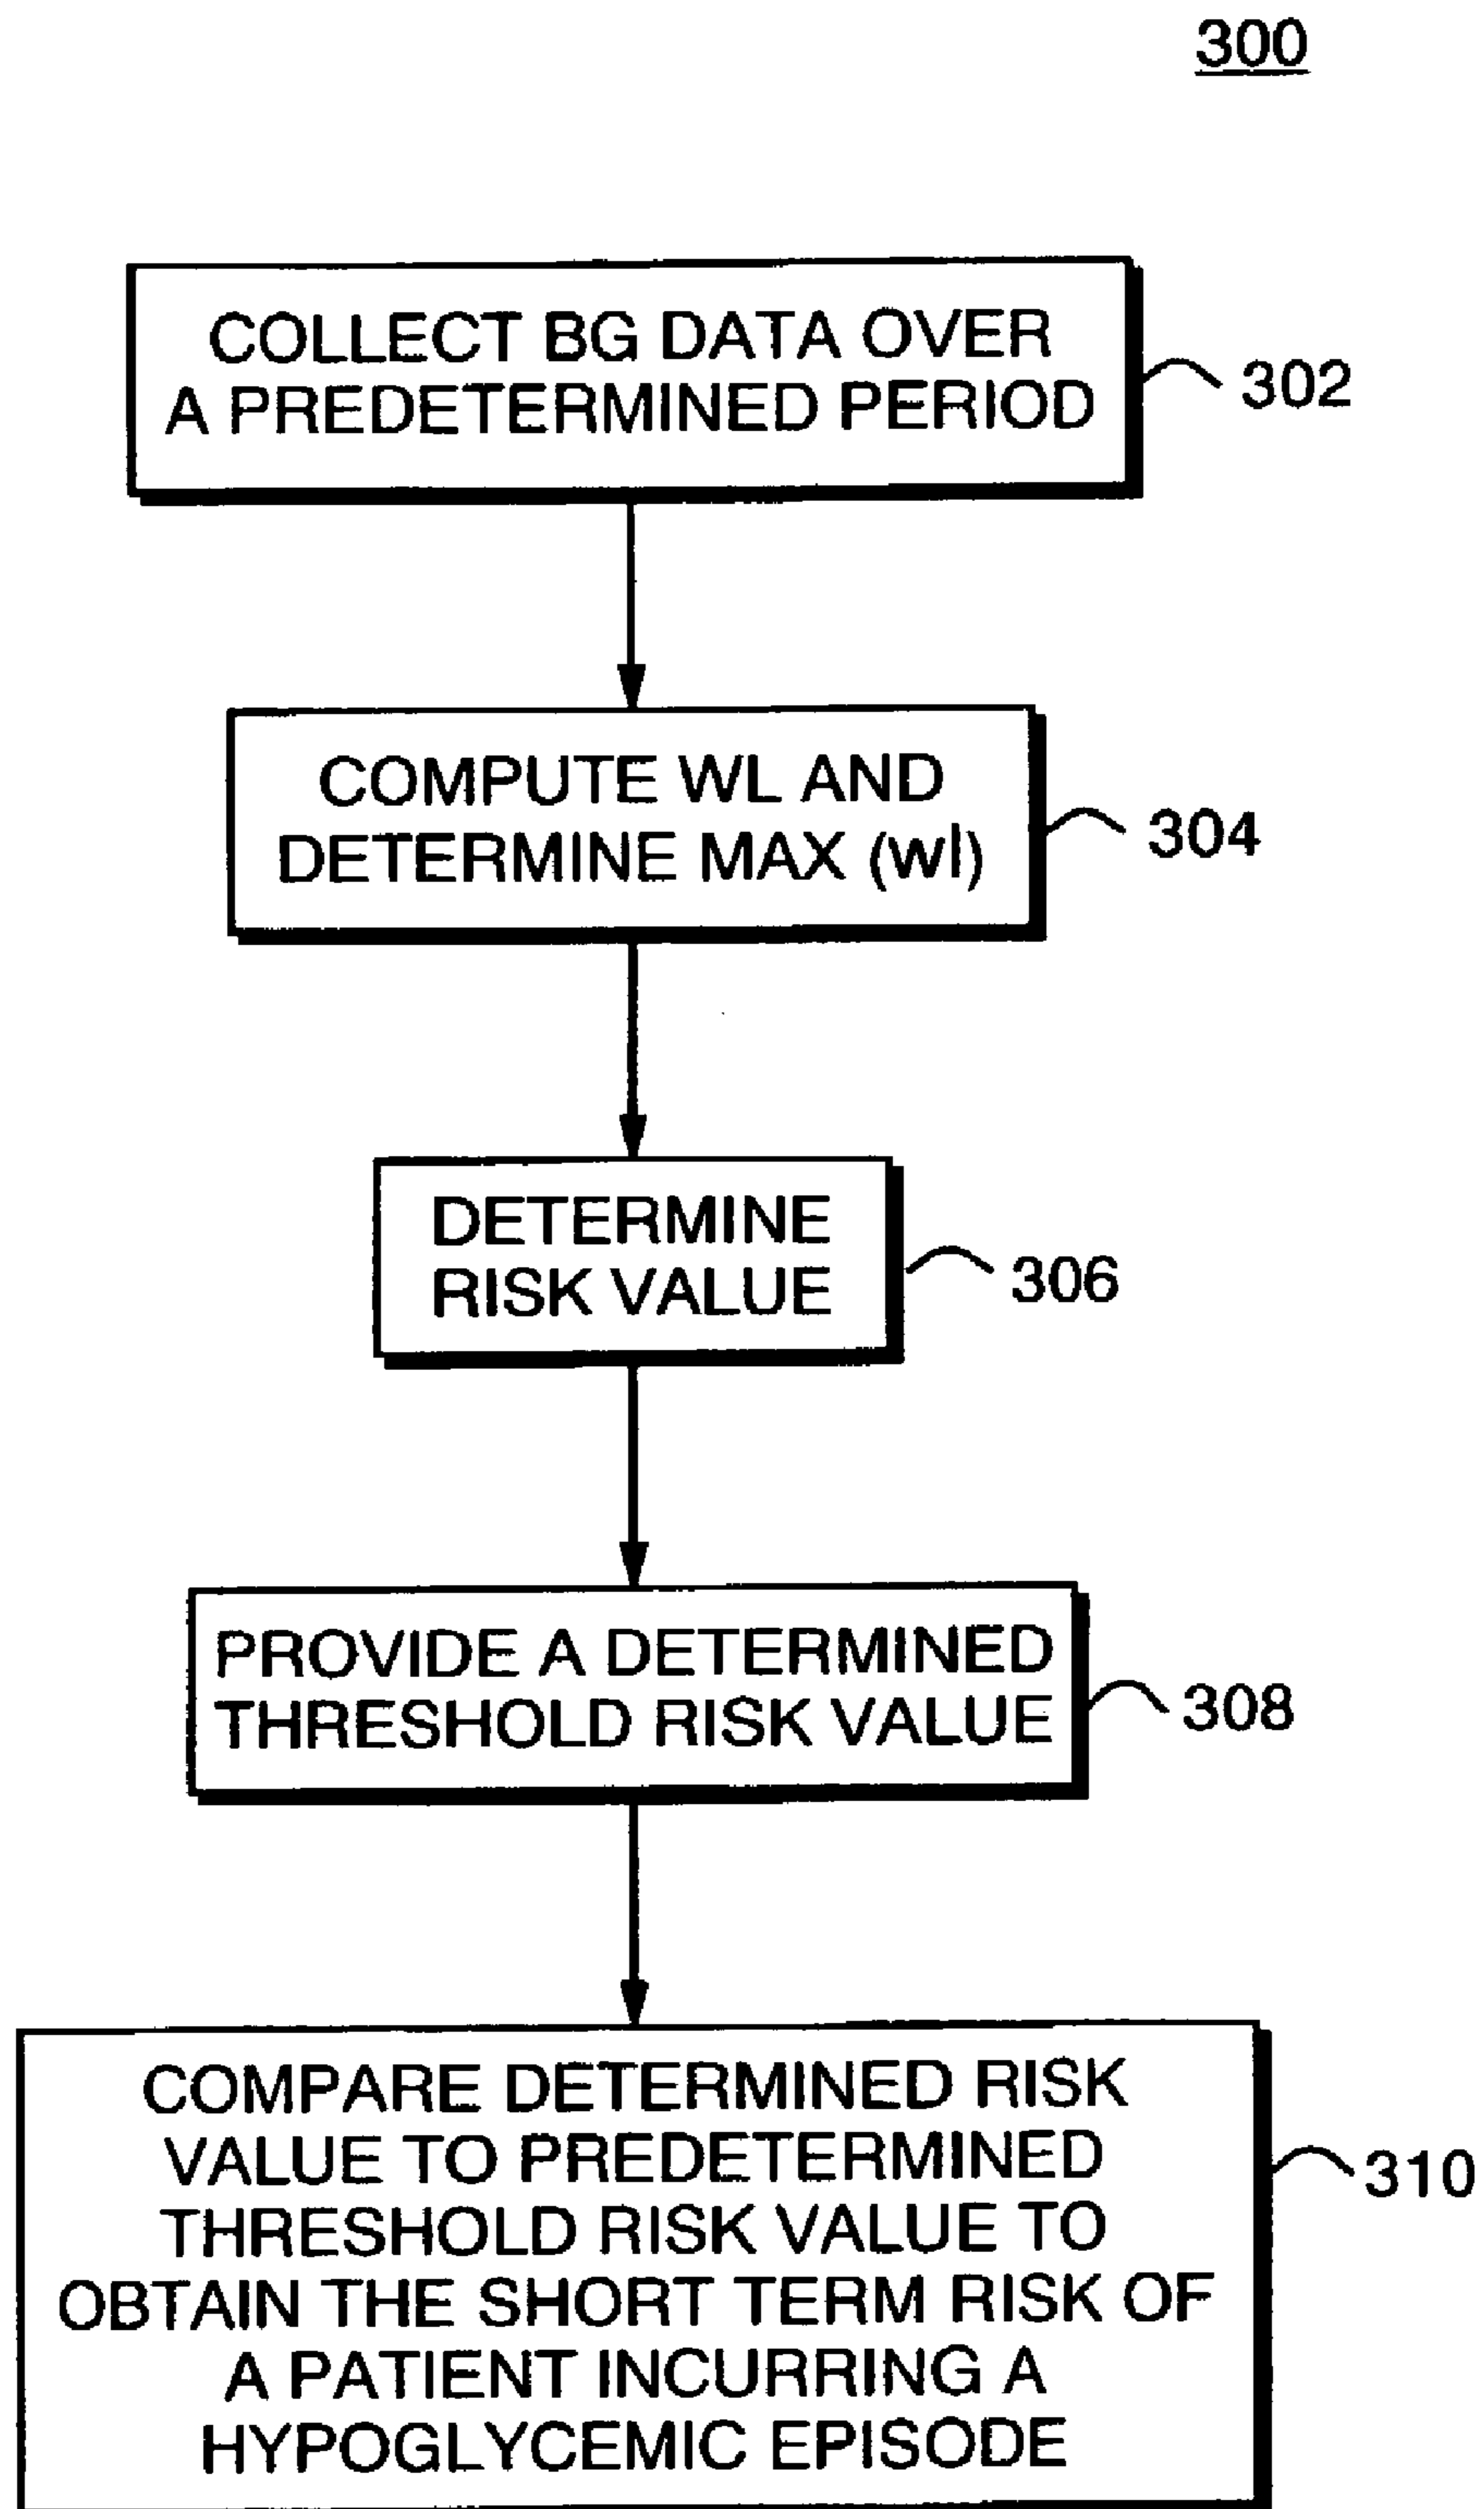 300
COLLECT BG DATA OVER
A PREDETERMINED PERIOD
302
COMPUTE WL AND
DETERMINE MAX (wl)
304
DETERMINE
RISK VALUE
306
PROVIDE A DETERMINED
THRESHOLD RISK VALUE
308
COMPARE DETERMINED RISK
VALUE TO PREDETERMINED
THRESHOLD RISK VALUE TO
OBTAIN THE SHORT TERM RISK OF
A PATIENT INCURRING A
HYPOGLYCEMIC EPISODE
310